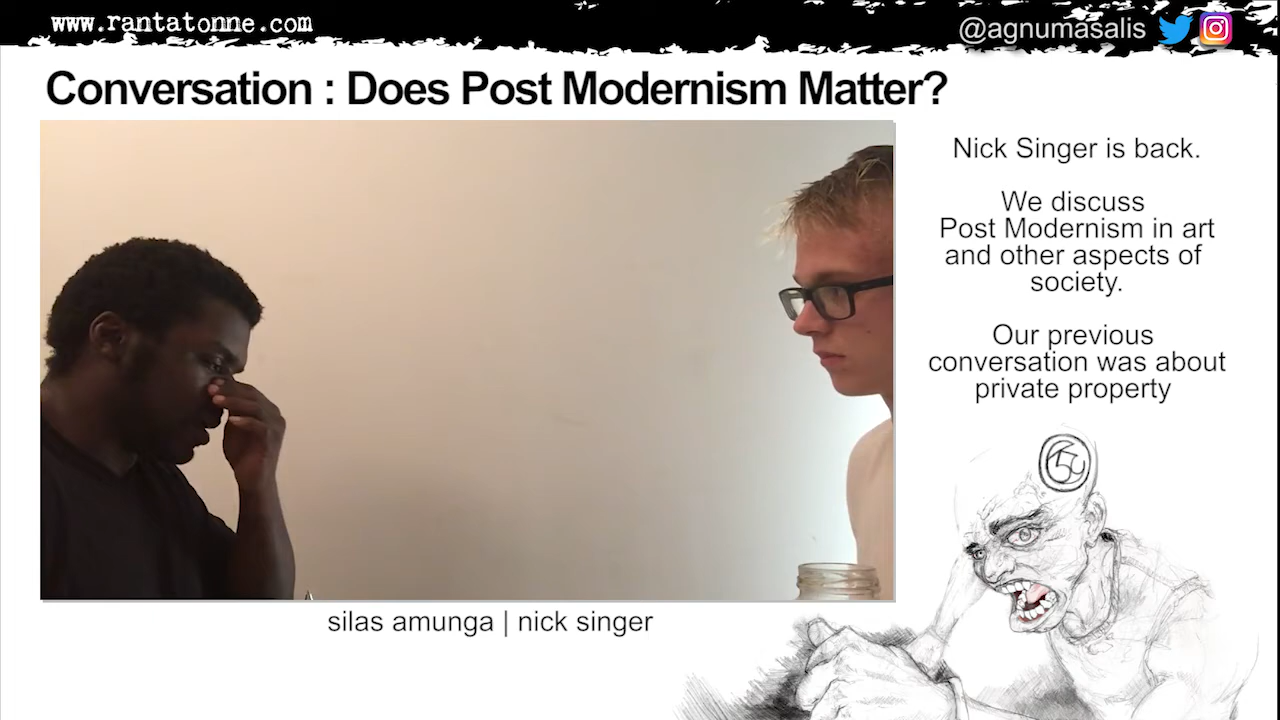 www.rantatonne.com
@agnumasalis
Conversation : Does Post Modernism Matter?
Nick Singer is back.
We discuss
Post Modernism in art
and other aspects of
society.
Our previous
conversation was about
private property
silas amunga | nick singer